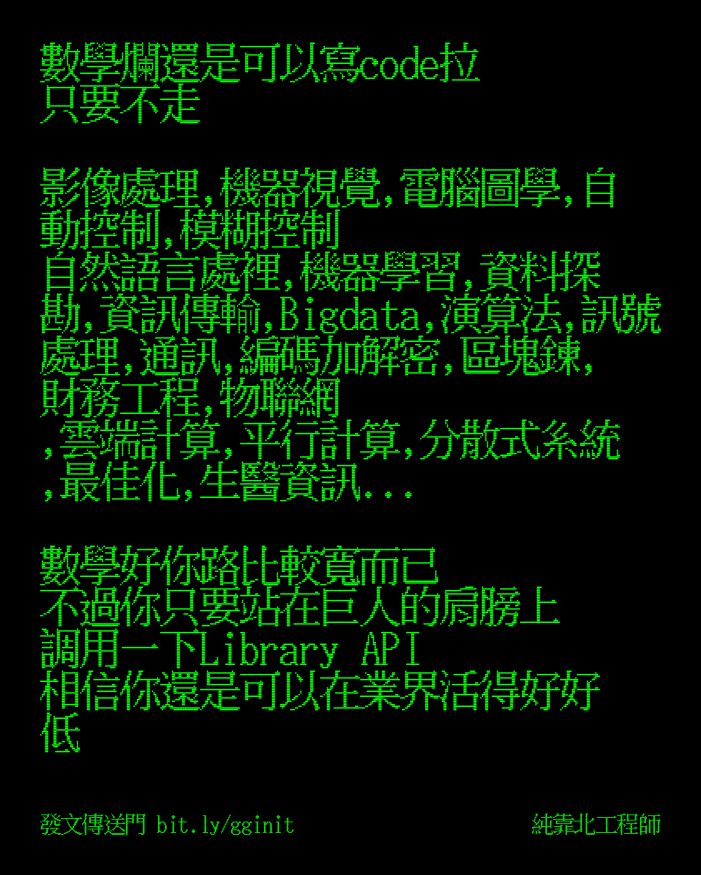 數學爛還是可以寫code拉
只要不走
影像處理,機器視覺,電腦圖學,自
動控制,模糊控制
自然語言處裡,機器學習,資料探
勘,資訊傳輸,Bigdata,演算法,訊號
處理,通訊,編碼加解密,區塊鍊,
財務工程,物聯網
,雲端計算,平行計算,分散式系統
,最佳化,生醫資訊...
數學好你路比較寬而已
不過你只要站在巨人的肩膀上
調用一下Library API
相信你還是可以在業界活得好好
低
發文傳送門 bit.ly/gginit
純靠北工程師